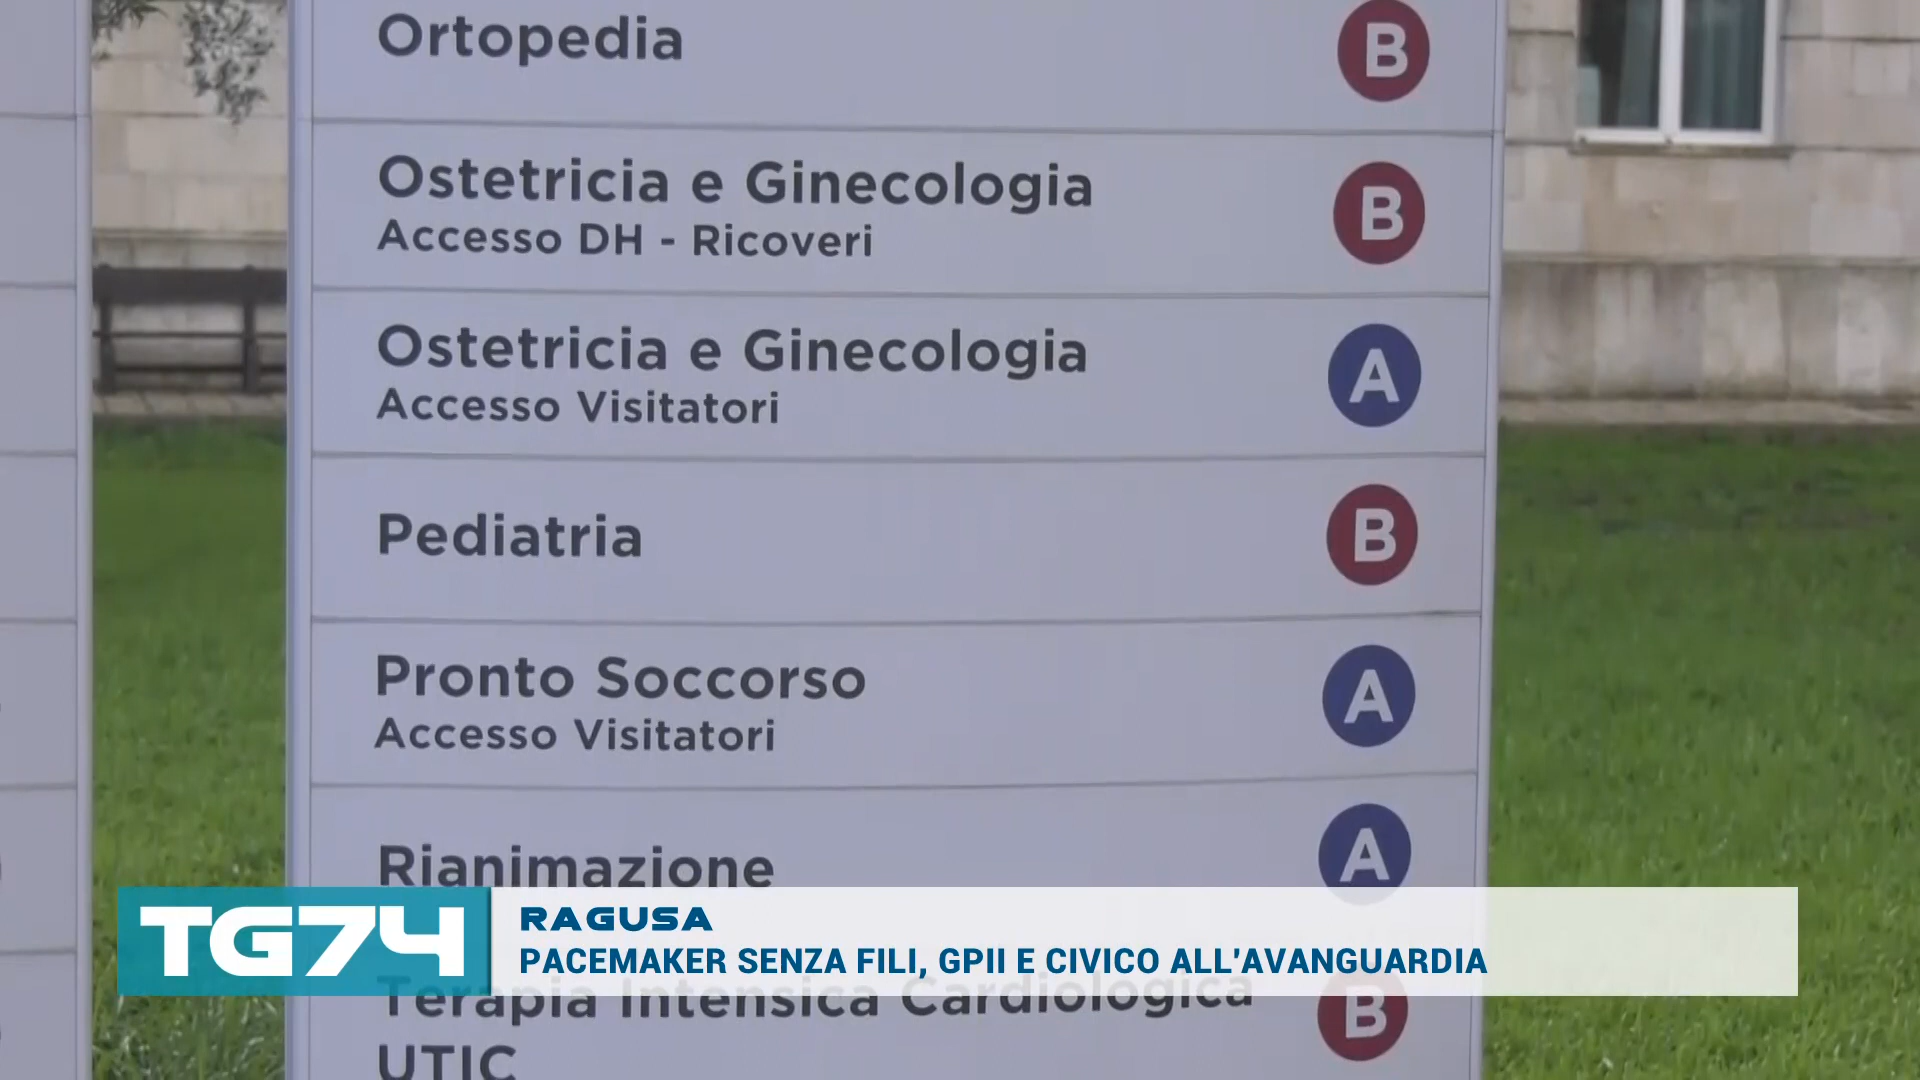 Ortopedia B
Ostetricia e Ginecologia B
Accesso DH - Ricoveri
Ostetricia e Ginecologia A
Accesso Visitatori
Pediatria B
Pronto Soccorso A
Accesso Visitatori
Rianimazione A
TG74
RAGUSA
PACEMAKER SENZA FILI, GPII E CIVICO ALL'AVANGUARDIA
Terapia Intensica Cardiologica B
UTIC